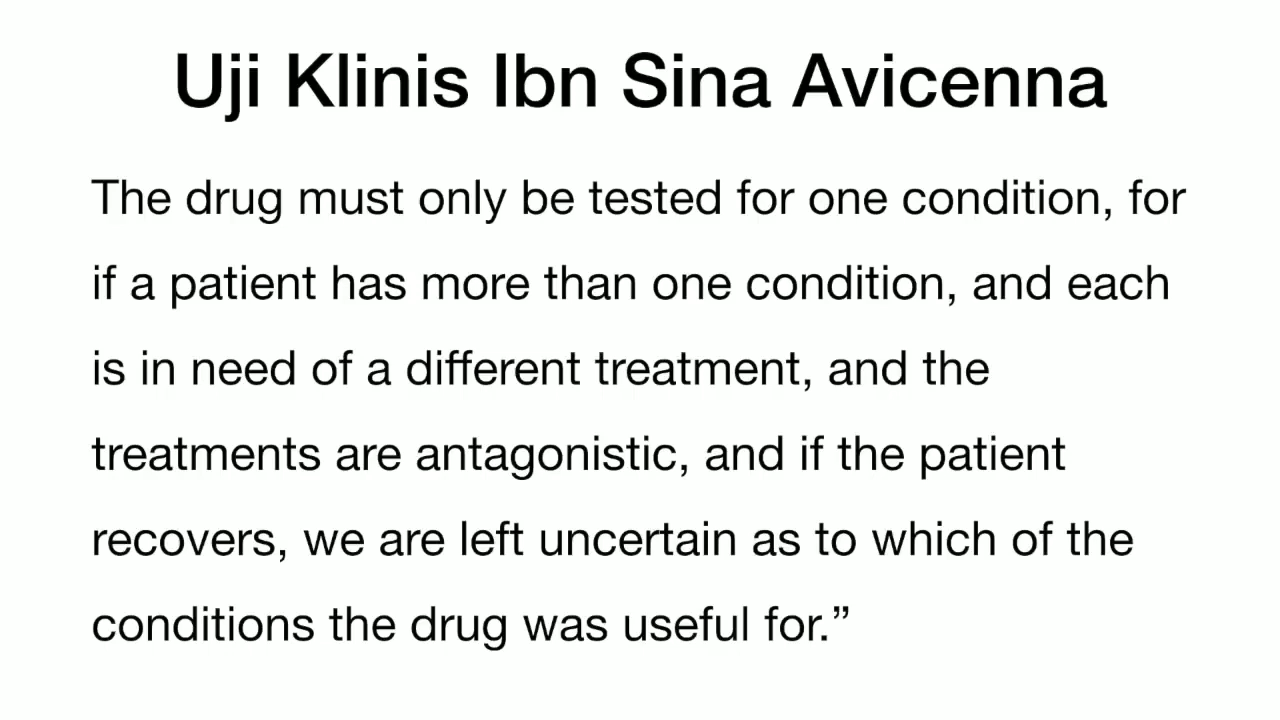 Uji Klinis Ibn Sina Avicenna
The drug must only be tested for one condition, for
if a patient has more than one condition, and each
is in need of a different treatment, and the
treatments are antagonistic, and if the patient
recovers, we are left uncertain as to which of the
conditions the drug was useful for.”